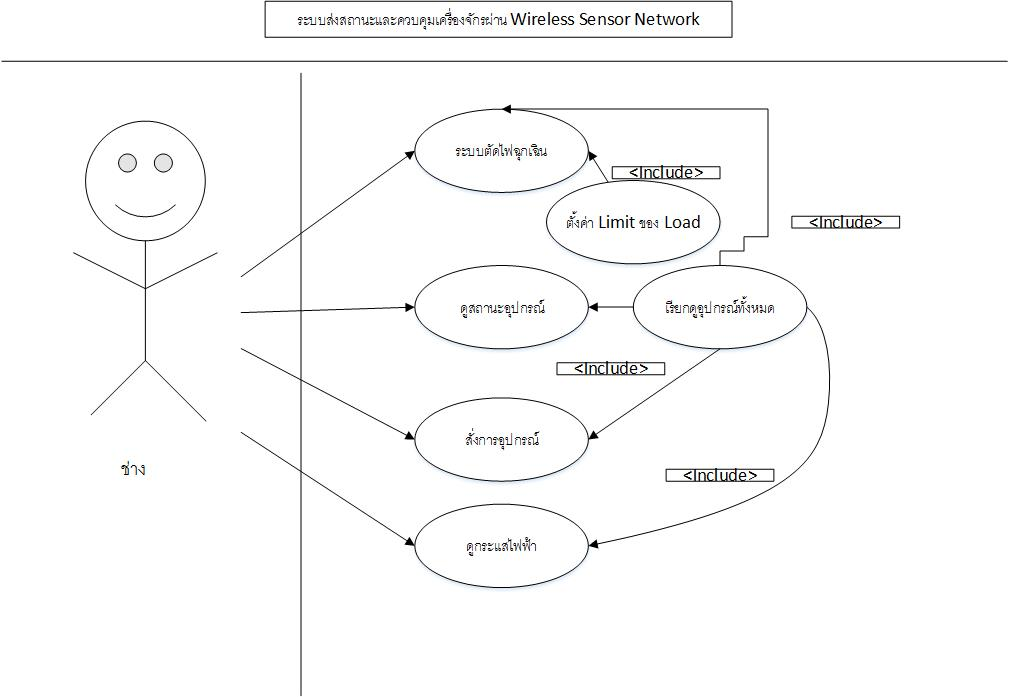 ระบบส่งสถานะและควบคุมเครื่องจักรผ่าน Wireless Sensor Network
ระบบตัดไฟฉุกเฉิน
<Include>
ตั้งค่า Limit ของ Load
<Include>
ดูสถานะอุปกรณ์
เรียกดูอุปกรณ์ทั้งหมด
<Include>
สั่งการอุปกรณ์
ช่าง
<Include>
ดูกระแสไฟฟ้า